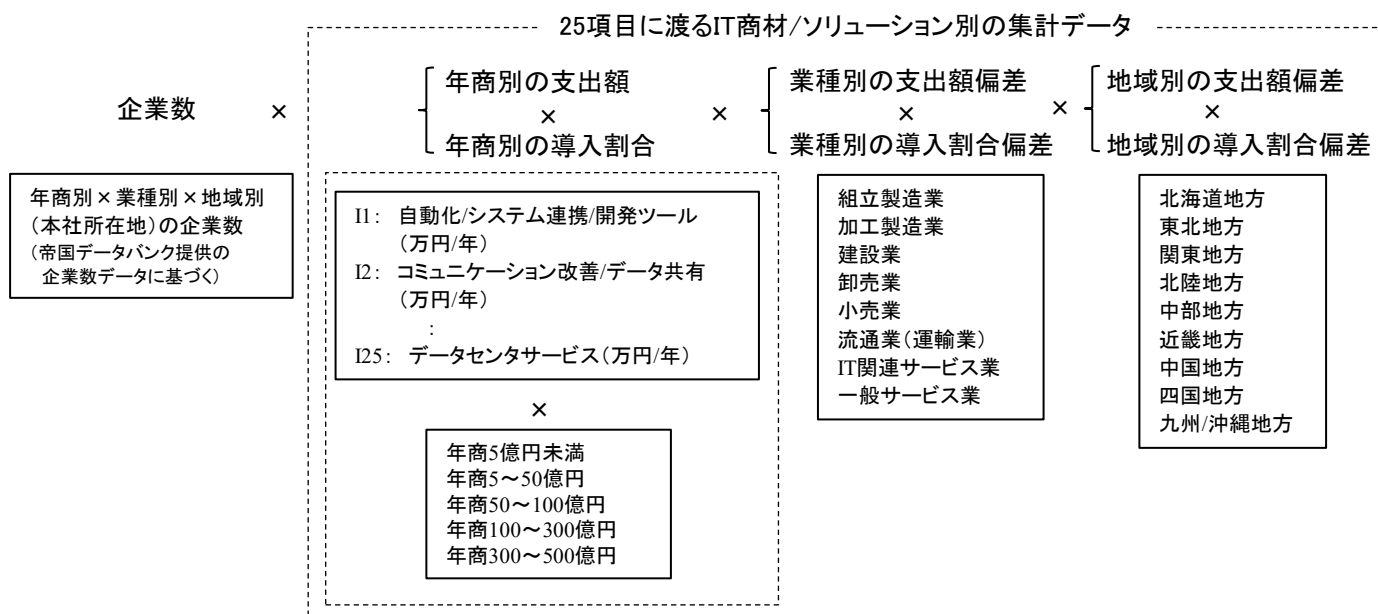 25項目に渡るIT商材/ソリューション別の集計データ
企業数
×
年商別の支出額
×
年商別の導入割合
×
業種別の支出額偏差
×
業種別の導入割合偏差
×
地域別の支出額偏差
×
地域別の導入割合偏差
年商別×業種別×地域別
(本社所在地)の企業数
(帝国データバンク提供の
企業数データに基づく)
I1: 自動化/システム連携/開発ツール
(万円/年)
I2: コミュニケーション改善/データ共有
(万円/年)
:
I25: データセンタサービス(万円/年)
×
年商5億円未満
年商5~50億円
年商50~100億円
年商100~300億円
年商300~500億円
組立製造業
加工製造業
建設業
卸売業
小売業
流通業(運輸業)
IT関連サービス業
一般サービス業
北海道地方
東北地方
関東地方
北陸地方
中部地方
近畿地方
中国地方
四国地方
九州/沖縄地方